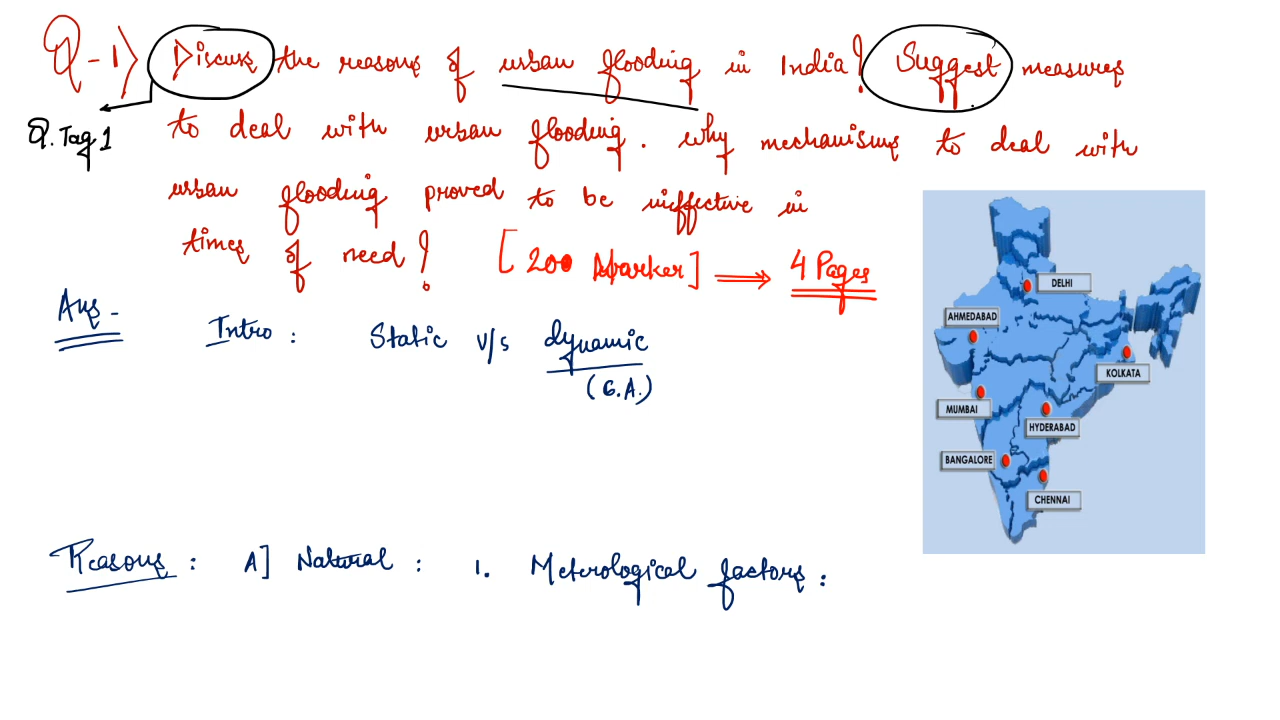 Q-1) Discuss the reasons of urban flooding in India? Suggest measures
Q. Tag 1
to deal with urban flooding. why mechanisms to deal with
urban flooding proved to be ineffective in
times of need? [200 Marker] ⟹ 4 Pages
Ans -
Intro : Static v/s dynamic
(G.A.)
DELHI
AHMEDABAD
KOLKATA
MUMBAI
HYDERABAD
BANGALORE
CHENNAI
Reasons : A] Natural : 1. Meterological factors :